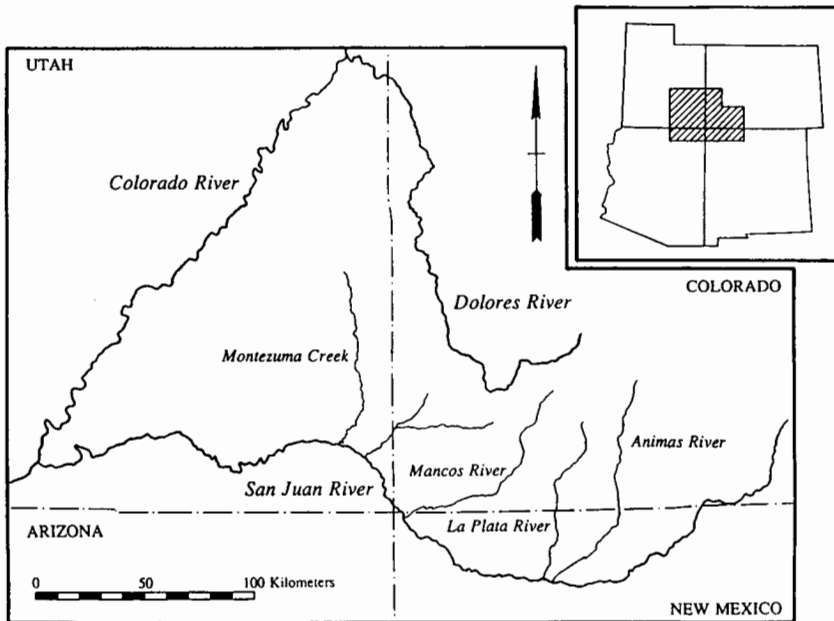 UTAH
Colorado River
Dolores River
COLORADO
Montezuma Creek
Animas River
Mancos River
San Juan River
La Plata River
ARIZONA
0 50 100 Kilometers
NEW MEXICO